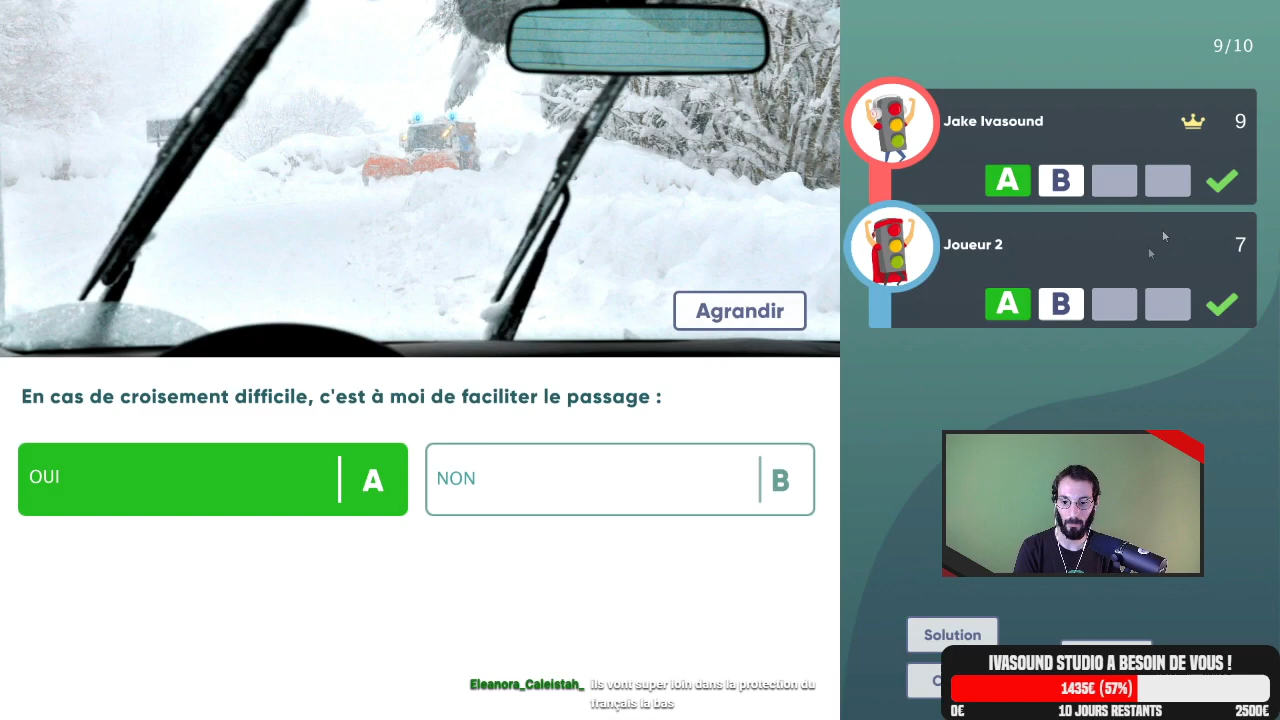 9/10
Jake Ivasound
9
A
B
Joueur 2
7
A
B
Agrandir
En cas de croisement difficile, c'est à moi de faciliter le passage :
OUI
A
NON
B
Solution
IVASOUND STUDIO A BESOIN DE VOUS !
1435€ (57%)
0€
10 JOURS RESTANTS
2500€
Eleanora_Caleistah_ ils vont super loin dans la protection du
français la bas